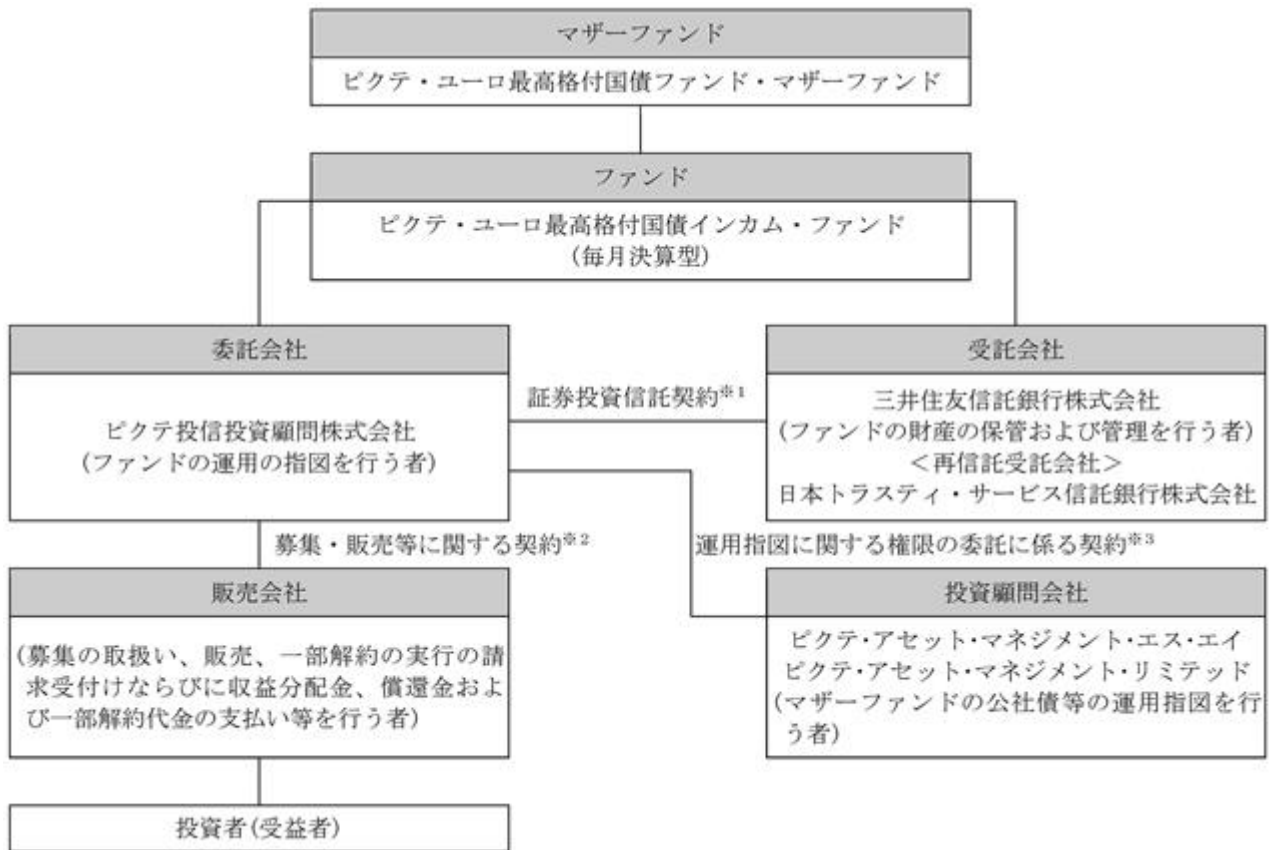 マザーファンド
ピクテ・ユーロ最高格付国債ファンド・マザーファンド
ファンド
ピクテ・ユーロ最高格付国債インカム・ファンド
(毎月決算型)
委託会社
ピクテ投信投資顧問株式会社
(ファンドの運用の指図を行う者)
証券投資信託契約※1
受託会社
三井住友信託銀行株式会社
(ファンドの財産の保管および管理を行う者)
<再信託受託会社>
日本トラスティ・サービス信託銀行株式会社
募集・販売等に関する契約※2
運用指図に関する権限の委託に係る契約※3
販売会社
(募集の取扱い、販売、一部解約の実行の請
求受付けならびに収益分配金、償還金およ
び一部解約代金の支払い等を行う者)
投資顧問会社
ピクテ・アセット・マネジメント・エス・エイ
ピクテ・アセット・マネジメント・リミテッド
(マザーファンドの公社債等の運用指図を行
う者)
投資者(受益者)